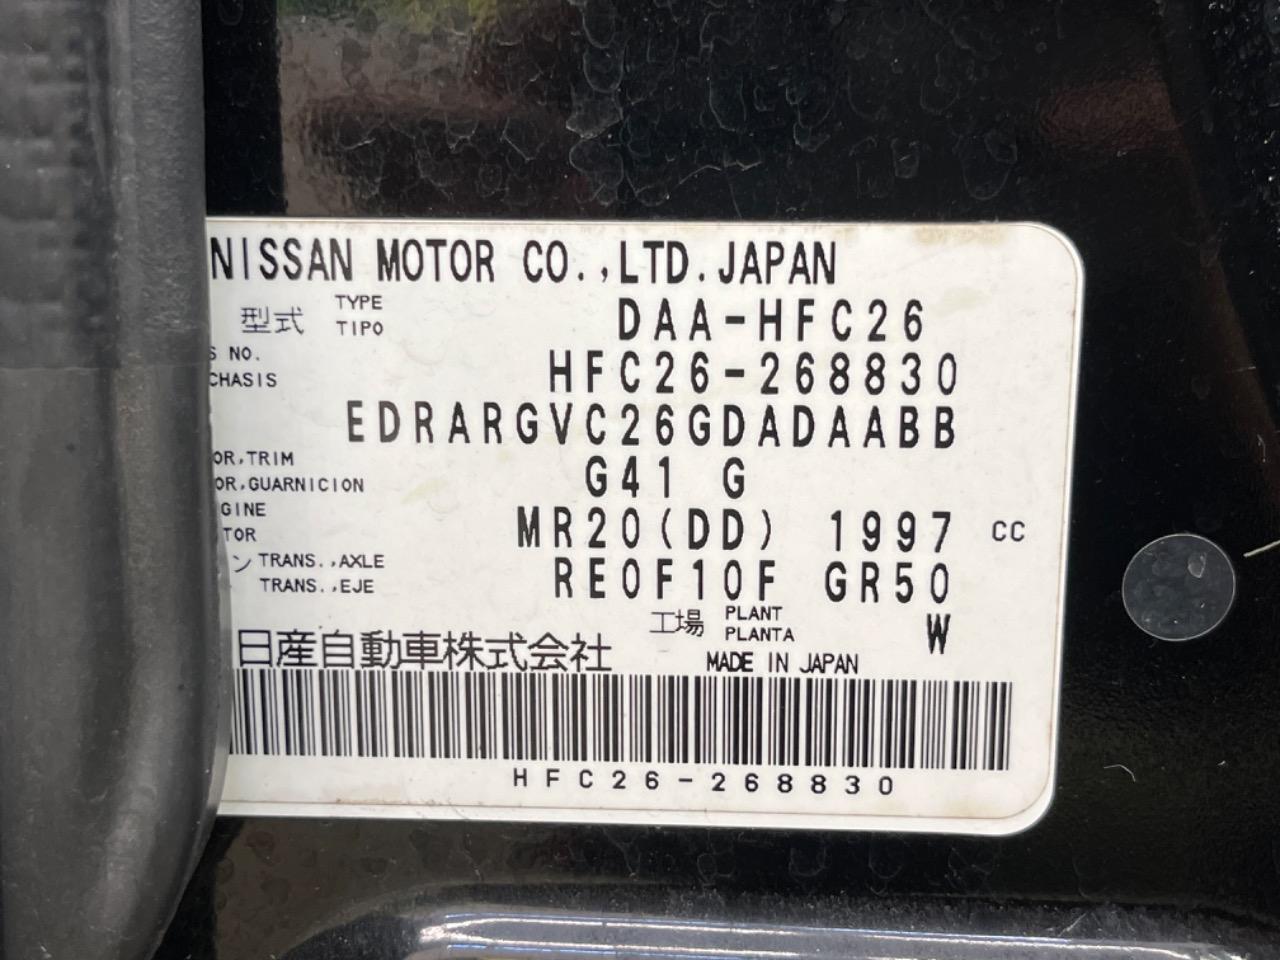 NISSAN MOTOR CO.,LTD.JAPAN
型式 TYPE TIPO DAA-HFC26
S NO.
CHASIS HFC26-268830
EDRARGVC26GDADAABB
OR,TRIM
OR,GUARNICION G41 G
GINE
TOR MR20(DD) 1997 CC
ン TRANS.,AXLE
TRANS.,EJE RE0F10F GR50
工場 PLANT PLANTA W
日産自動車株式会社 MADE IN JAPAN
HFC26-268830